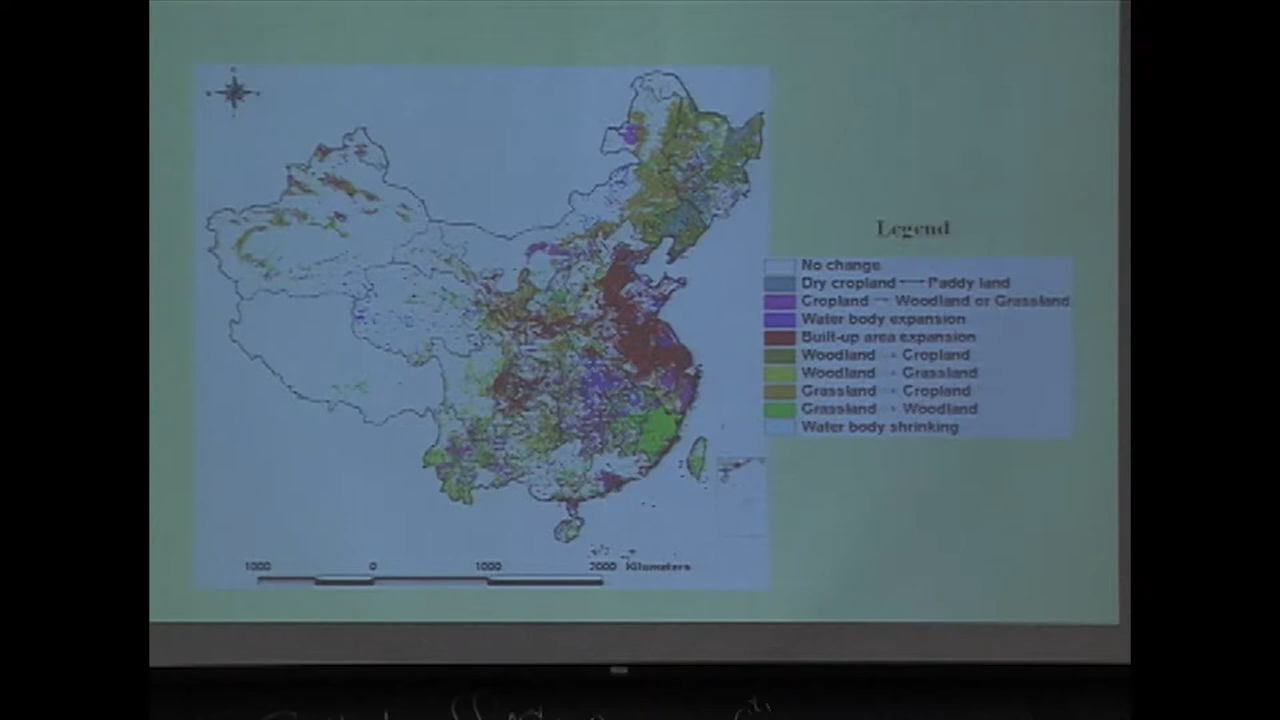 Legend
No change
Dry cropland ←→ Paddy land
Cropland → Woodland or Grassland
Water body expansion
Built-up area expansion
Woodland → Cropland
Woodland → Grassland
Grassland → Cropland
Grassland → Woodland
Water body shrinking
1000 0 1000 2000 Kilometers